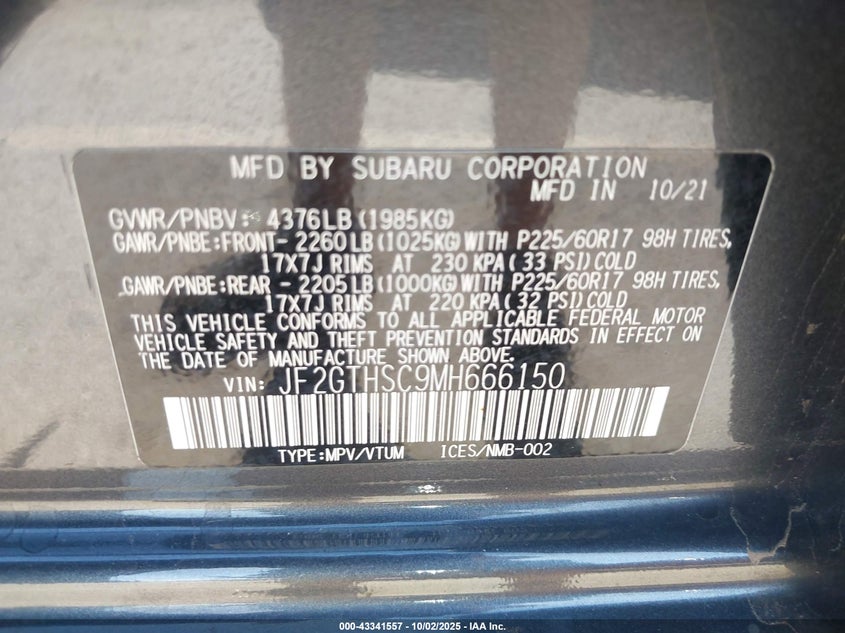 MFD BY SUBARU CORPORATION
MFD IN 10/21
GVWR/PNBV: 4376LB (1985KG)
GAWR/PNBE:FRONT- 2260LB (1025KG) WITH P225/60R17 98H TIRES,
17X7J RIMS AT 230 KPA (33 PSI) COLD
GAWR/PNBE:REAR - 2205LB (1000KG) WITH P225/60R17 98H TIRES,
17X7J RIMS AT 220 KPA (32 PSI) COLD
THIS VEHICLE CONFORMS TO ALL APPLICABLE FEDERAL MOTOR
VEHICLE SAFETY AND THEFT PREVENTION STANDARDS IN EFFECT ON
THE DATE OF MANUFACTURE SHOWN ABOVE.
VIN: JF2GTHSC9MH666150
TYPE:MPV/VTUM ICES/NMB-002
000-43341557 - 10/02/2025 - IAA Inc.